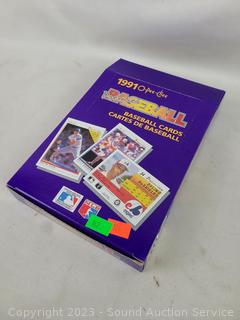 1991 O-Pee-Chee
BASEBALL
BASEBALL CARDS
CARTES DE BASEBALL
Copyright 2023 - Sound Auction Service